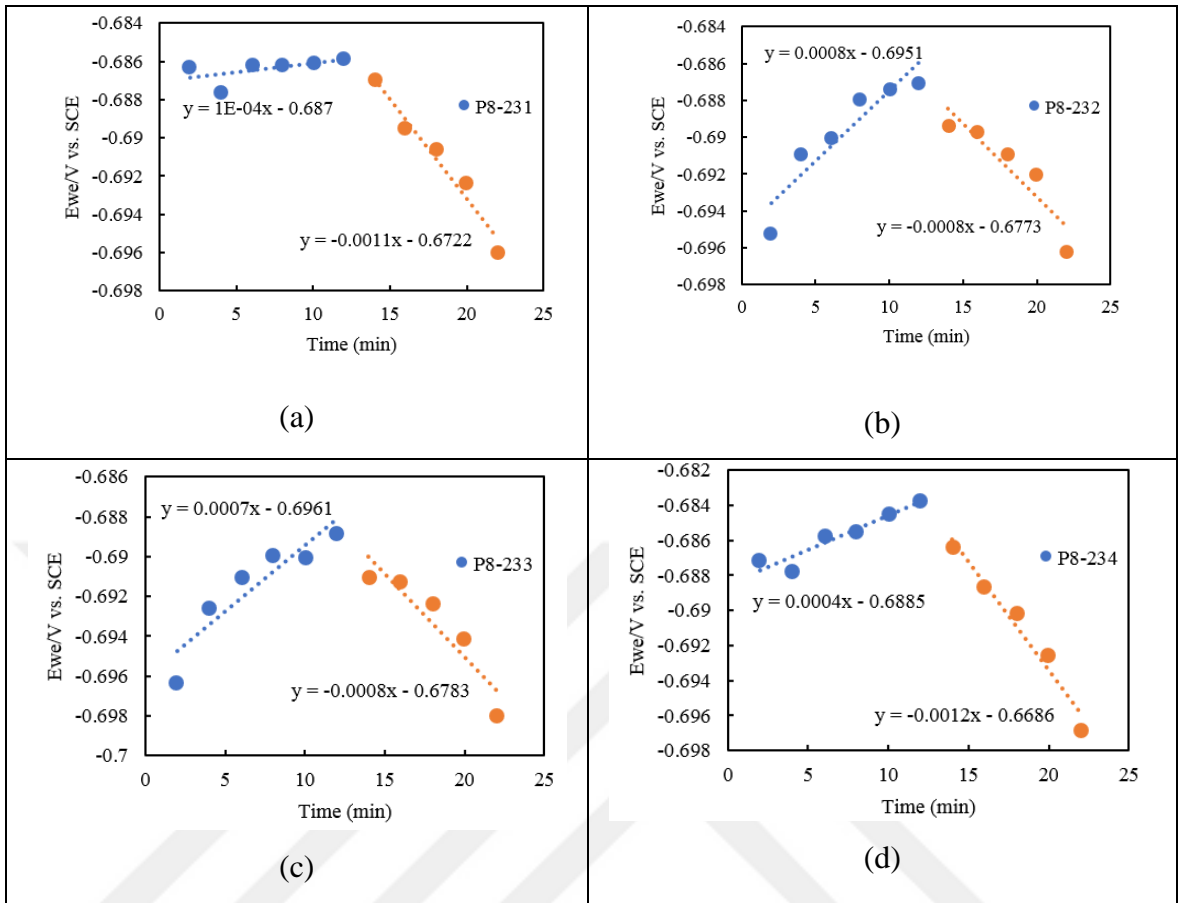 -0.684
-0.686
-0.688
-0.69
-0.692
-0.694
-0.696
-0.698
Ewe/V vs. SCE
y = 1E-04x - 0.687
P8-231
y = -0.0011x - 0.6722
0 5 10 15 20 25
Time (min)
(a)
-0.684
-0.686
-0.688
-0.69
-0.692
-0.694
-0.696
-0.698
Ewe/V vs. SCE
y = 0.0008x - 0.6951
P8-232
y = -0.0008x - 0.6773
0 5 10 15 20 25
Time (min)
(b)
-0.686
-0.688
-0.69
-0.692
-0.694
-0.696
-0.698
-0.7
Ewe/V vs. SCE
y = 0.0007x - 0.6961
P8-233
y = -0.0008x - 0.6783
0 5 10 15 20 25
Time (min)
(c)
-0.682
-0.684
-0.686
-0.688
-0.69
-0.692
-0.694
-0.696
-0.698
Ewe/V vs. SCE
P8-234
y = 0.0004x - 0.6885
y = -0.0012x - 0.6686
0 5 10 15 20 25
Time (min)
(d)